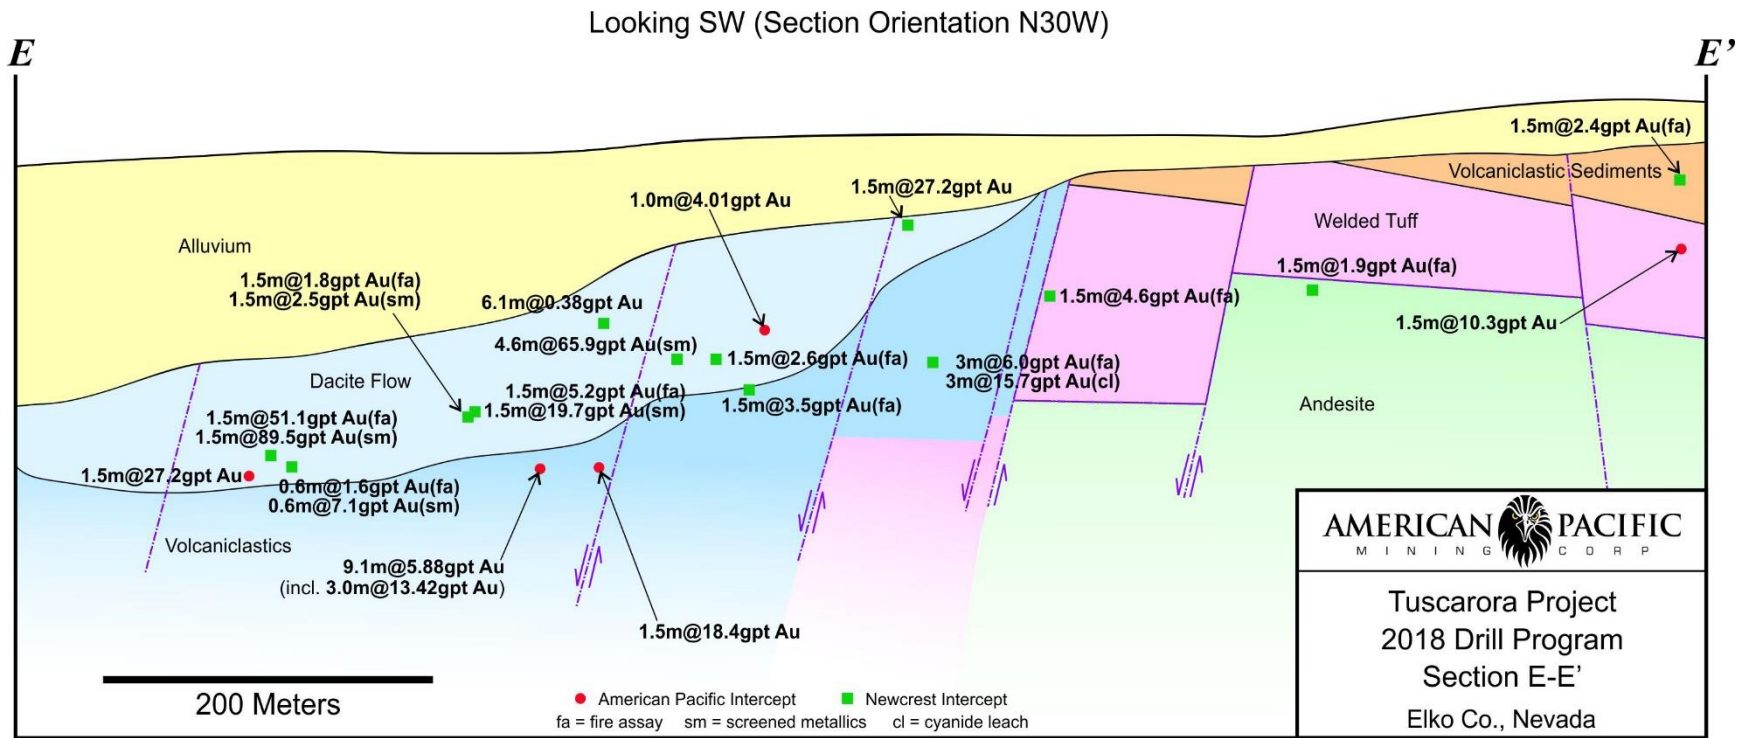 Looking SW (Section Orientation N30W)
E
E’
1.5m@2.4gpt Au(fa)
Volcaniclastic Sediments
1.5m@27.2gpt Au
1.0m@4.01gpt Au
Welded Tuff
Alluvium
1.5m@1.8gpt Au(fa)
1.5m@2.5gpt Au(sm)
1.5m@1.9gpt Au(fa)
6.1m@0.38gpt Au
1.5m@4.6gpt Au(fa)
1.5m@10.3gpt Au
4.6m@65.9gpt Au(sm)
1.5m@2.6gpt Au(fa)
3m@6.0gpt Au(fa)
3m@15.7gpt Au(cl)
Dacite Flow
1.5m@5.2gpt Au(fa)
1.5m@19.7gpt Au(sm)
1.5m@3.5gpt Au(fa)
Andesite
1.5m@51.1gpt Au(fa)
1.5m@89.5gpt Au(sm)
1.5m@27.2gpt Au
0.6m@1.6gpt Au(fa)
0.6m@7.1gpt Au(sm)
Volcaniclastics
9.1m@5.88gpt Au
(incl. 3.0m@13.42gpt Au)
1.5m@18.4gpt Au
200 Meters
American Pacific Intercept
Newcrest Intercept
fa = fire assay sm = screened metallics cl = cyanide leach
AMERICAN PACIFIC
MINING CORP
Tuscarora Project
2018 Drill Program
Section E-E’
Elko Co., Nevada